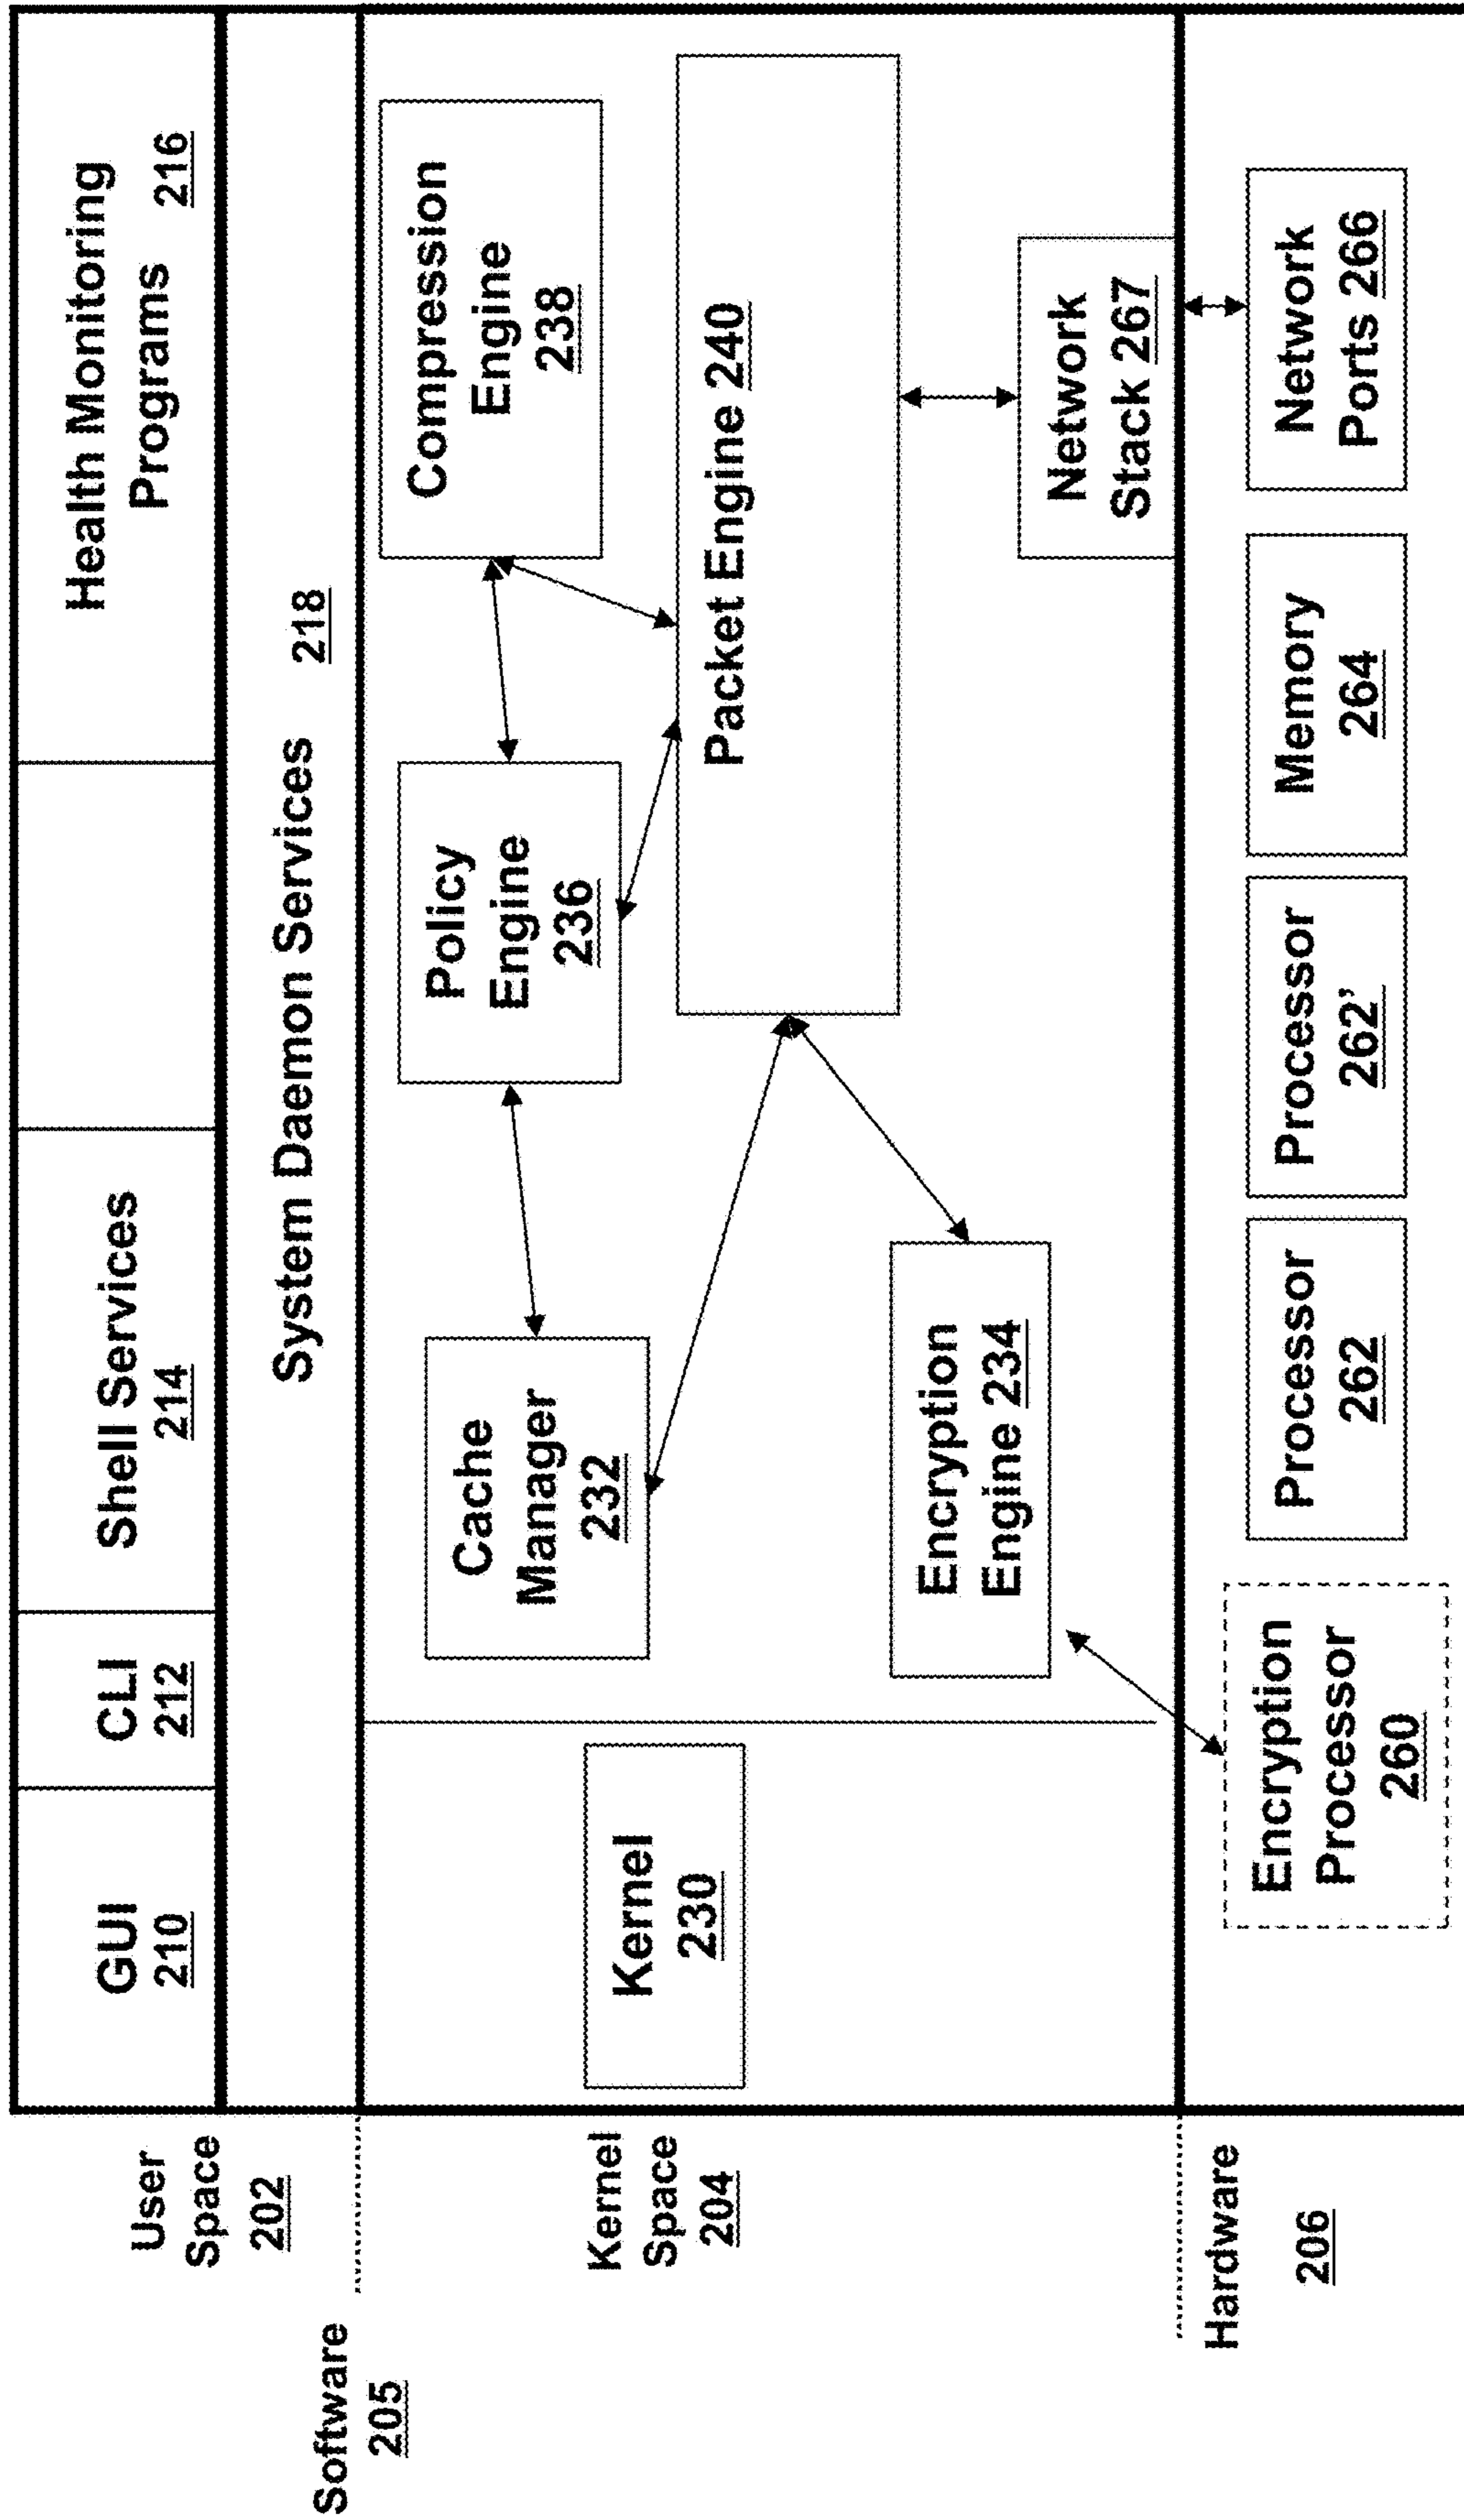 GUI
210
CLI
212
Shell Services
214
Health Monitoring
Programs 216
User
Space
202
System Daemon Services 218
Software
205
Kernel
Space
204
Kernel
230
Cache
Manager
232
Policy
Engine
236
Compression
Engine
238
Packet Engine 240
Encryption
Engine 234
Network
Stack 267
Hardware
206
Encryption
Processor
260
Processor
262
Processor
262’
Memory
264
Network
Ports 266